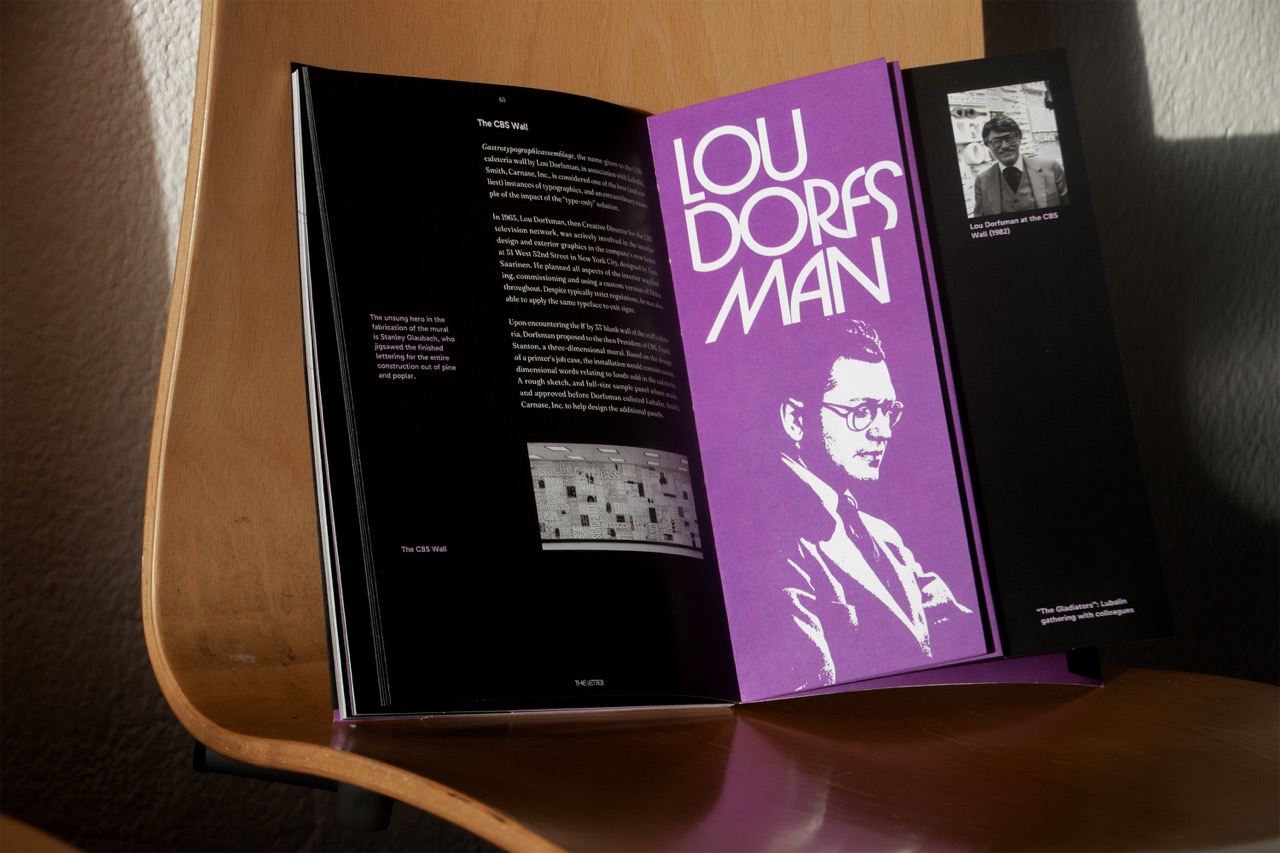 60
The CBS Wall
Gastrotypographicassemblage, the name given to the CBS
cafeteria wall by Lou Dorfsman, in association with Lubalin,
Smith, Carnase, Inc., is considered one of the best (and ear-
liest) instances of typographics, and an extraordinary exam-
ple of the impact of the "type-only" solution.
In 1965, Lou Dorfsman, then Creative Director for the CBS
television network, was actively involved in the interior
design and exterior graphics in the company's new home
at 51 West 52nd Street in New York City, designed by Eero
Saarinen. He planned all aspects of the interior wayfind-
ing, commissioning and using a custom version of Didot
throughout. Despite typically strict regulations, he was also
able to apply the same typeface to exit signs.
Upon encountering the 8' by 33' blank wall of the staff cafete-
ria, Dorfsman proposed to the then President of CBS, Frank
Stanton, a three-dimensional mural. Based on the design
of a printer's job case, the installation would contain
dimensional words relating to foods sold in the cafeteria.
A rough sketch, and full-size sample panel where made
and approved before Dorfsman enlisted Lubalin, Smith,
Carnase, Inc. to help design the additional panels.
The unsung hero in the
fabrication of the mural
is Stanley Glaubach, who
jigsawed the finished
lettering for the entire
construction out of pine
and poplar.
The CBS Wall
THE LETTER
LOU
DORFS
MAN
Lou Dorfsman at the CBS
Wall (1982)
"The Gladiators": Lubalin
gathering with colleagues